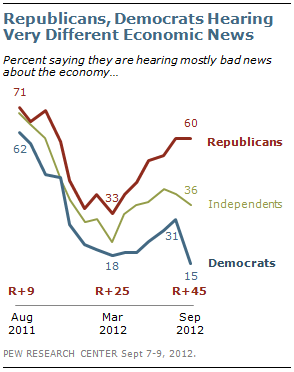 Republicans, Democrats Hearing
Very Different Economic News
Percent saying they are hearing mostly bad news
about the economy…
71
62
60
Republicans
33
36
Independents
31
18
Democrats
15
R+9 R+25 R+45
Aug Mar Sep
2011 2012 2012
PEW RESEARCH CENTER Sept 7-9, 2012.